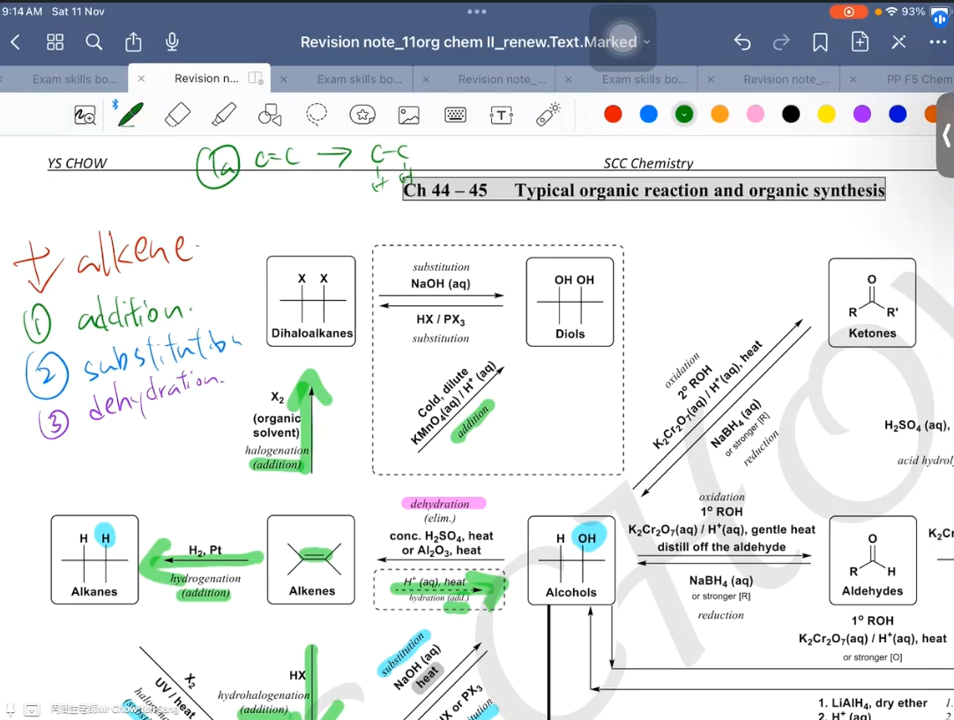 9:14 AM Sat 11 Nov
93%
Revision note_11org chem II_renew.Text.Marked
Exam skills bo...
Revision n...
Exam skills bo...
Revision note_...
Exam skills bo...
Revision note_...
PP F5 Chem
YS CHOW
1a C=C → C-C
H H
SCC Chemistry
Ch 44 – 45 Typical organic reaction and organic synthesis
alkene
① addition.
② substitution
③ dehydration.
X X
Dihaloalkanes
substitution
NaOH (aq)
HX / PX3
substitution
OH OH
Diols
O
R R'
Ketones
X2
(organic
solvent)
halogenation
(addition)
Cold, dilute
KMnO4(aq) / H+ (aq)
addition
oxidation
2° ROH
K2Cr2O7(aq) / H+(aq), heat
NaBH4 (aq)
or stronger [R]
reduction
H2SO4 (aq),
acid hydrol
H H
Alkanes
H2, Pt
hydrogenation
(addition)
Alkenes
dehydration
(elim.)
conc. H2SO4, heat
or Al2O3, heat
H+ (aq), heat
hydration (add.)
H OH
Alcohols
oxidation
1° ROH
K2Cr2O7(aq) / H+(aq), gentle heat
distill off the aldehyde
NaBH4 (aq)
or stronger [R]
reduction
O
R H
Aldehydes
K2Cr
1° ROH
K2Cr2O7(aq) / H+(aq), heat
or stronger [O]
X2
UV / heat
HX
hydrohalogenation
(addition)
substitution
NaOH (aq)
heat
HX or PX3
1. LiAlH4, dry ether
2. H+ (aq)